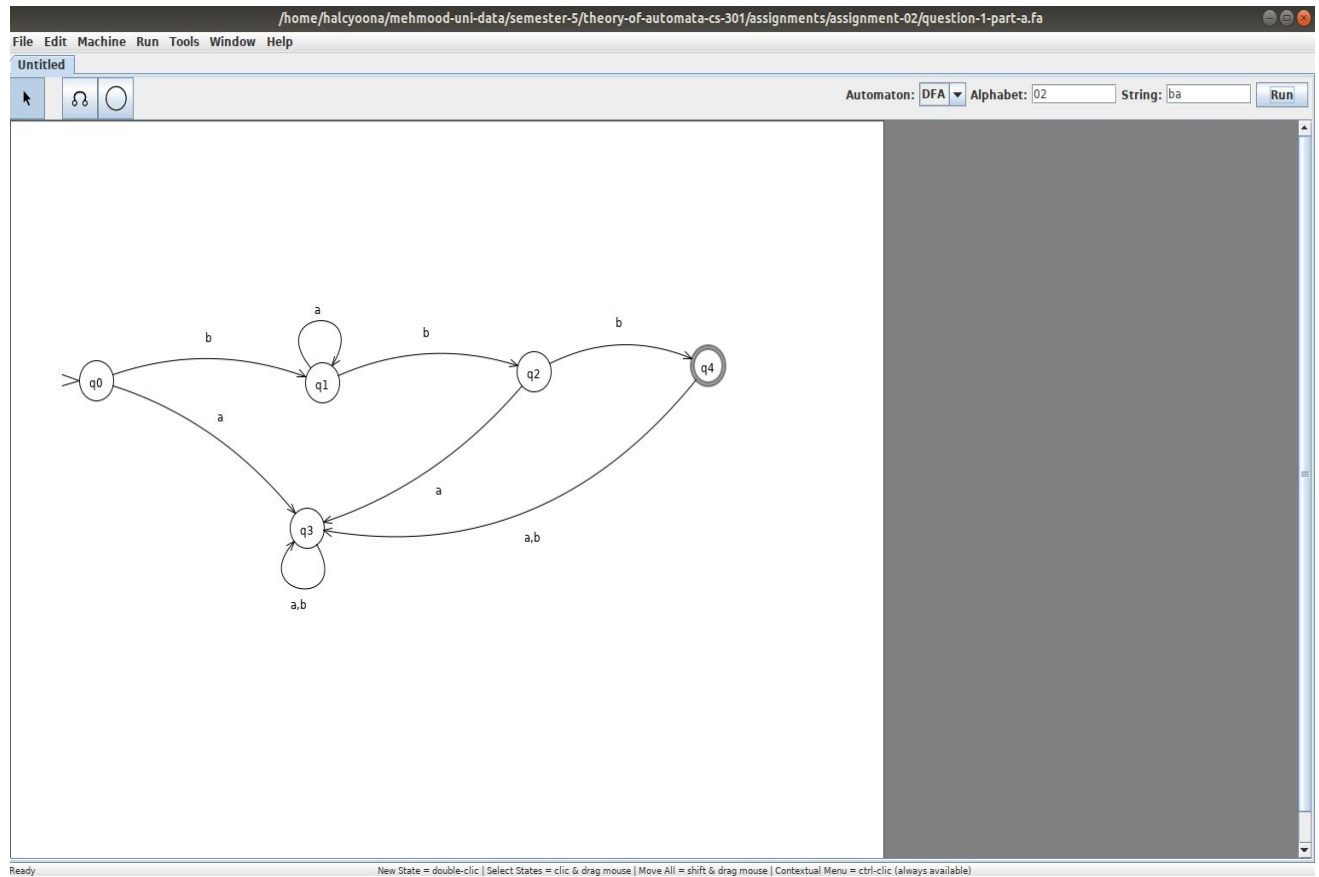 /home/halcyoona/mehmood-uni-data/semester-5/theory-of-automata-cs-301/assignments/assignment-02/question-1-part-a.fa
File Edit Machine Run Tools Window Help
Untitled
Automaton: DFA Alphabet: 02 String: ba Run
a
b
b
b
q0
q1
q2
q4
a
a
q3
a,b
a,b
Ready New State = double-clic | Select States = clic & drag mouse | Move All = shift & drag mouse | Contextual Menu = ctrl-clic (always available)